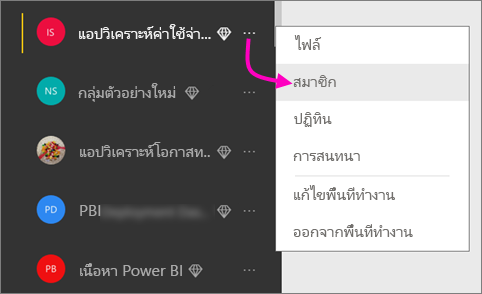 IS แอปวิเคราะห์ค่าใช้จ่า... ...
NS กลุ่มตัวอย่างใหม่ ...
แอปวิเคราะห์โอกาสท... ...
PD PBI ...
PB เนื้อหา Power BI ...
ไฟล์
สมาชิก
ปฏิทิน
การสนทนา
แก้ไขพื้นที่ทำงาน
ออกจากพื้นที่ทำงาน